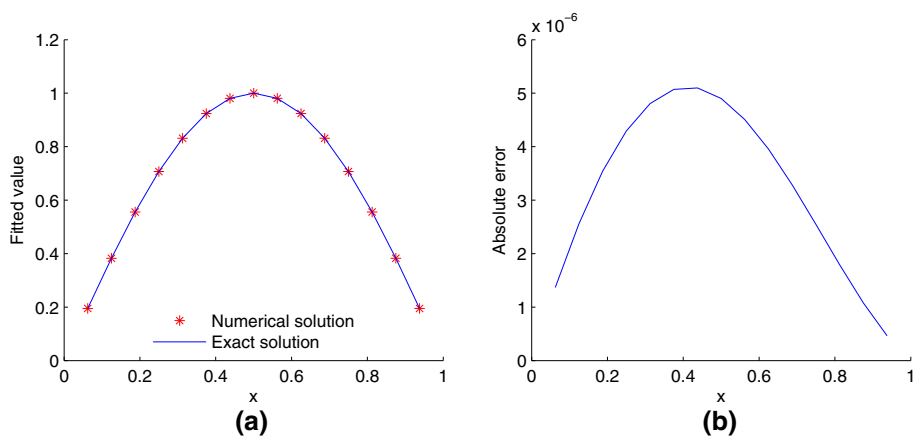 1.2
1
0.8
0.6
0.4
0.2
0
Fitted value
0 0.2 0.4 0.6 0.8 1
x
Numerical solution
Exact solution
(a)
x 10⁻⁶
6
5
4
3
2
1
0
Absolute error
0 0.2 0.4 0.6 0.8 1
x
(b)